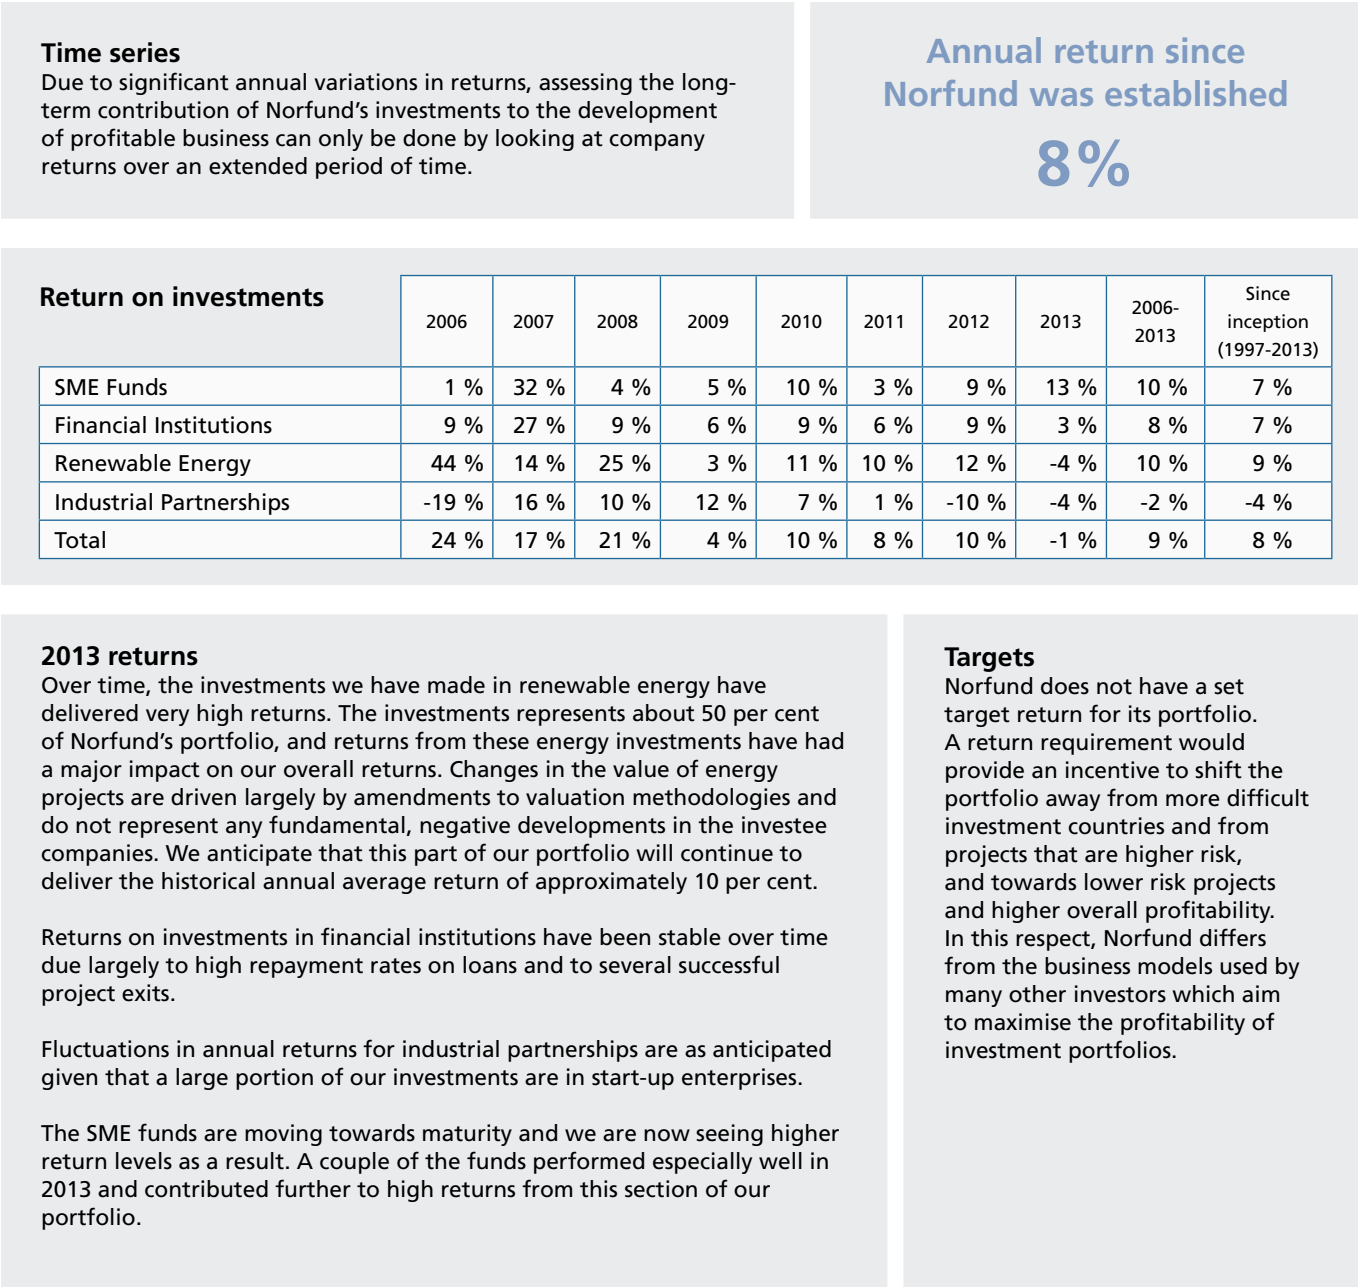 Time series
Due to significant annual variations in returns, assessing the long-
term contribution of Norfund's investments to the development
of profitable business can only be done by looking at company
returns over an extended period of time.
Annual return since
Norfund was established
8%
Return on investments
2006 2007 2008 2009 2010 2011 2012 2013 2006-2013 Since inception (1997-2013)
SME Funds 1 % 32 % 4 % 5 % 10 % 3 % 9 % 13 % 10 % 7 %
Financial Institutions 9 % 27 % 9 % 6 % 9 % 6 % 9 % 3 % 8 % 7 %
Renewable Energy 44 % 14 % 25 % 3 % 11 % 10 % 12 % -4 % 10 % 9 %
Industrial Partnerships -19 % 16 % 10 % 12 % 7 % 1 % -10 % -4 % -2 % -4 %
Total 24 % 17 % 21 % 4 % 10 % 8 % 10 % -1 % 9 % 8 %
2013 returns
Over time, the investments we have made in renewable energy have
delivered very high returns. The investments represents about 50 per cent
of Norfund's portfolio, and returns from these energy investments have had
a major impact on our overall returns. Changes in the value of energy
projects are driven largely by amendments to valuation methodologies and
do not represent any fundamental, negative developments in the investee
companies. We anticipate that this part of our portfolio will continue to
deliver the historical annual average return of approximately 10 per cent.
Returns on investments in financial institutions have been stable over time
due largely to high repayment rates on loans and to several successful
project exits.
Fluctuations in annual returns for industrial partnerships are as anticipated
given that a large portion of our investments are in start-up enterprises.
The SME funds are moving towards maturity and we are now seeing higher
return levels as a result. A couple of the funds performed especially well in
2013 and contributed further to high returns from this section of our
portfolio.
Targets
Norfund does not have a set
target return for its portfolio.
A return requirement would
provide an incentive to shift the
portfolio away from more difficult
investment countries and from
projects that are higher risk,
and towards lower risk projects
and higher overall profitability.
In this respect, Norfund differs
from the business models used by
many other investors which aim
to maximise the profitability of
investment portfolios.